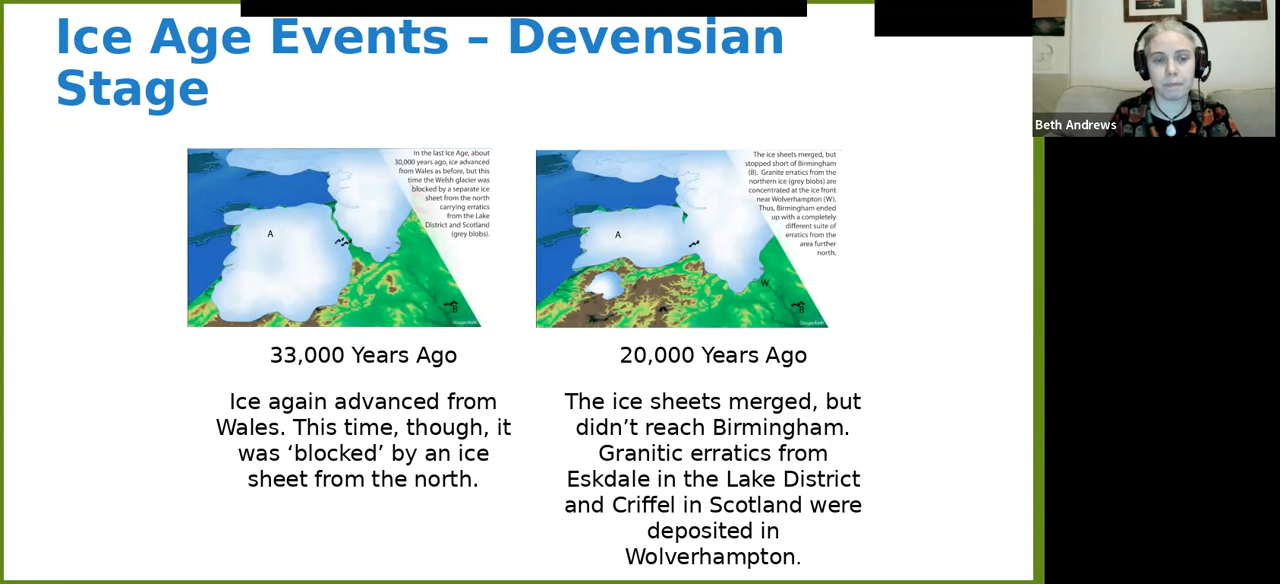 Ice Age Events – Devensian
Stage
Beth Andrews
In the last Ice Age, about
30,000 years ago, ice advanced
from Wales as before, but this
time the Welsh glacier was
blocked by a separate ice
sheet from the north
carrying erratics
from the Lake
District and Scotland
(grey blobs).
A
B
Google Earth
The ice sheets merged, but
stopped short of Birmingham
(B). Granite erratics from the
northern ice (grey blobs) are
concentrated at the ice front
near Wolverhampton (W).
Thus, Birmingham ended
up with a completely
different suite of
erratics from the
area further
north.
A
W
B
Google Earth
33,000 Years Ago
Ice again advanced from
Wales. This time, though, it
was ‘blocked’ by an ice
sheet from the north.
20,000 Years Ago
The ice sheets merged, but
didn’t reach Birmingham.
Granitic erratics from
Eskdale in the Lake District
and Criffel in Scotland were
deposited in
Wolverhampton.